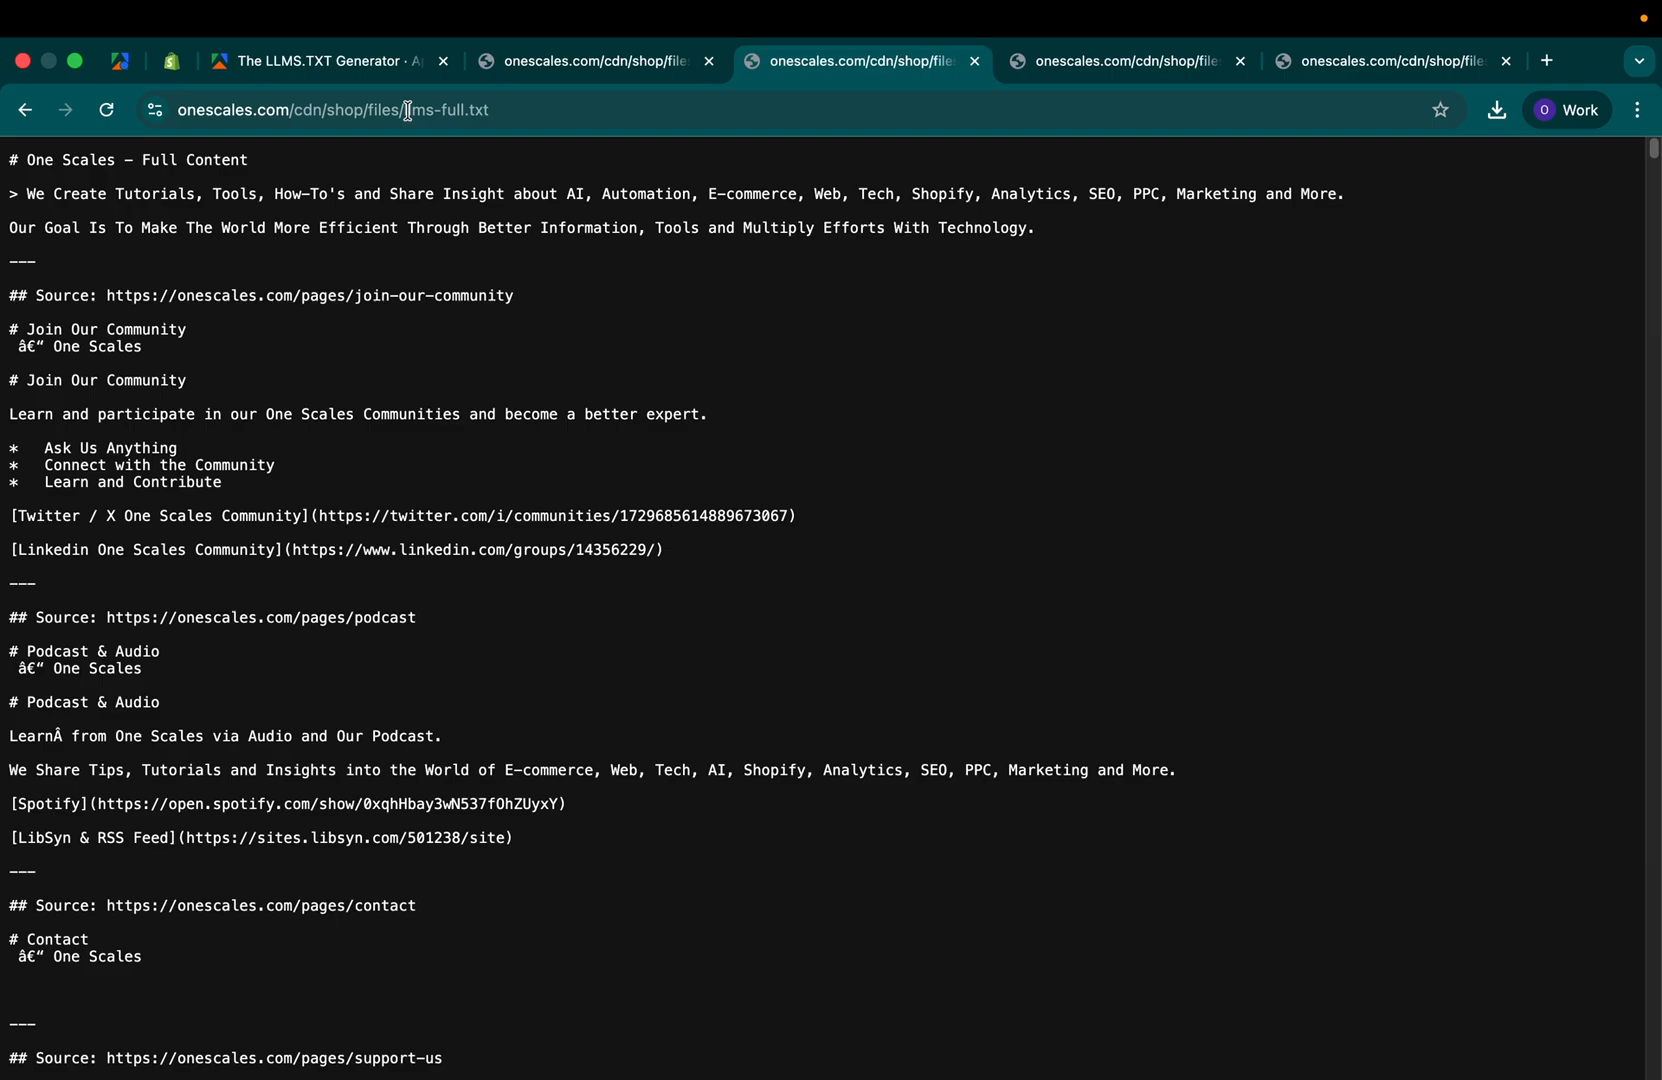 The LLMS.TXT Generator · A
onescales.com/cdn/shop/file
onescales.com/cdn/shop/file
onescales.com/cdn/shop/file
onescales.com/cdn/shop/file
onescales.com/cdn/shop/files/llms-full.txt
O Work
# One Scales – Full Content
> We Create Tutorials, Tools, How-To's and Share Insight about AI, Automation, E-commerce, Web, Tech, Shopify, Analytics, SEO, PPC, Marketing and More.
Our Goal Is To Make The World More Efficient Through Better Information, Tools and Multiply Efforts With Technology.
---
## Source: https://onescales.com/pages/join-our-community
# Join Our Community
â€“ One Scales
# Join Our Community
Learn and participate in our One Scales Communities and become a better expert.
* Ask Us Anything
* Connect with the Community
* Learn and Contribute
[Twitter / X One Scales Community](https://twitter.com/i/communities/1729685614889673067)
[Linkedin One Scales Community](https://www.linkedin.com/groups/14356229/)
---
## Source: https://onescales.com/pages/podcast
# Podcast & Audio
â€“ One Scales
# Podcast & Audio
LearnÂ from One Scales via Audio and Our Podcast.
We Share Tips, Tutorials and Insights into the World of E-commerce, Web, Tech, AI, Shopify, Analytics, SEO, PPC, Marketing and More.
[Spotify](https://open.spotify.com/show/0xqhHbay3wN537fOhZUyxY)
[LibSyn & RSS Feed](https://sites.libsyn.com/501238/site)
---
## Source: https://onescales.com/pages/contact
# Contact
â€“ One Scales
---
## Source: https://onescales.com/pages/support-us